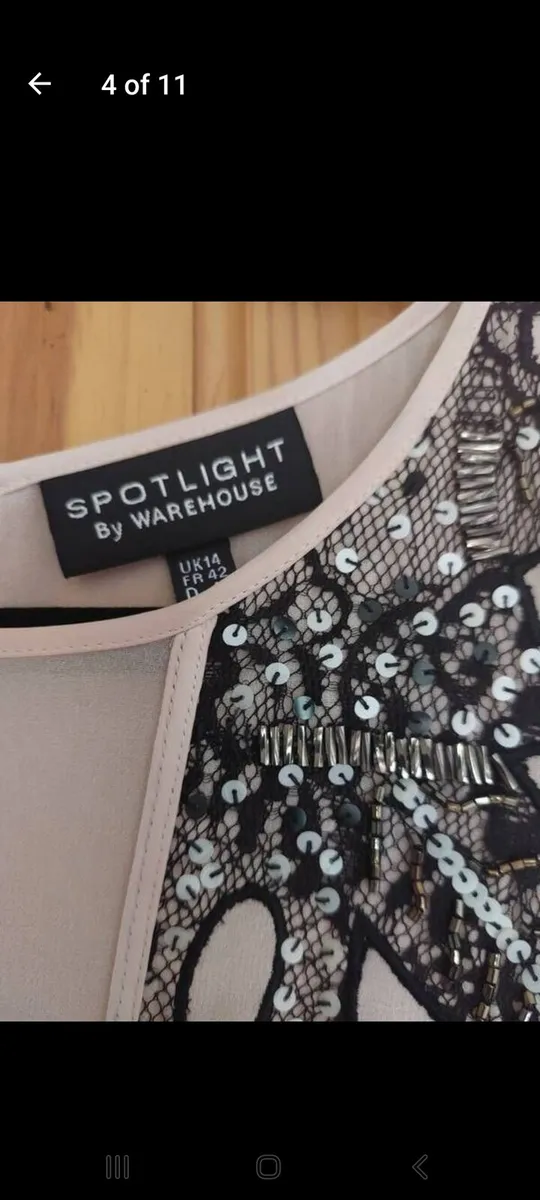 4 of 11
SPOTLIGHT
By WAREHOUSE
UK14
FR 42
D